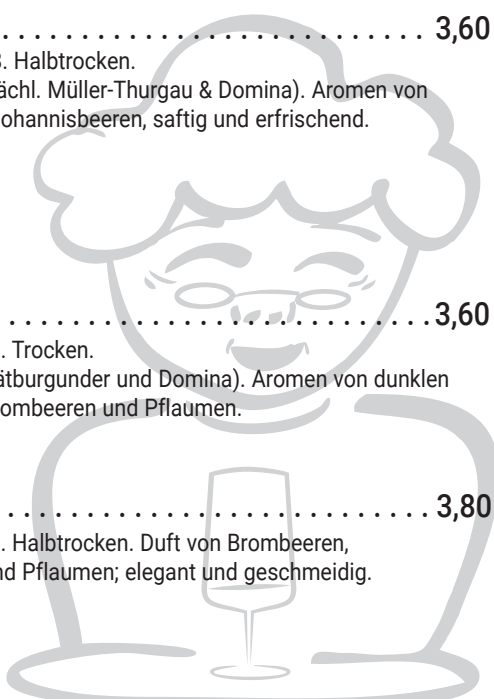 . . . . . . . . . . . . . . . . . . . . . . . . . . . . . 3,60
. Halbtrocken.
ächl. Müller-Thurgau & Domina). Aromen von
ohannisbeeren, saftig und erfrischend.
. . . . . . . . . . . . . . . . . . . . . . . . . . . . . 3,60
. Trocken.
ätburgunder und Domina). Aromen von dunklen
rombeeren und Pflaumen.
. . . . . . . . . . . . . . . . . . . . . . . . . . . . . 3,80
. Halbtrocken. Duft von Brombeeren,
nd Pflaumen; elegant und geschmeidig.